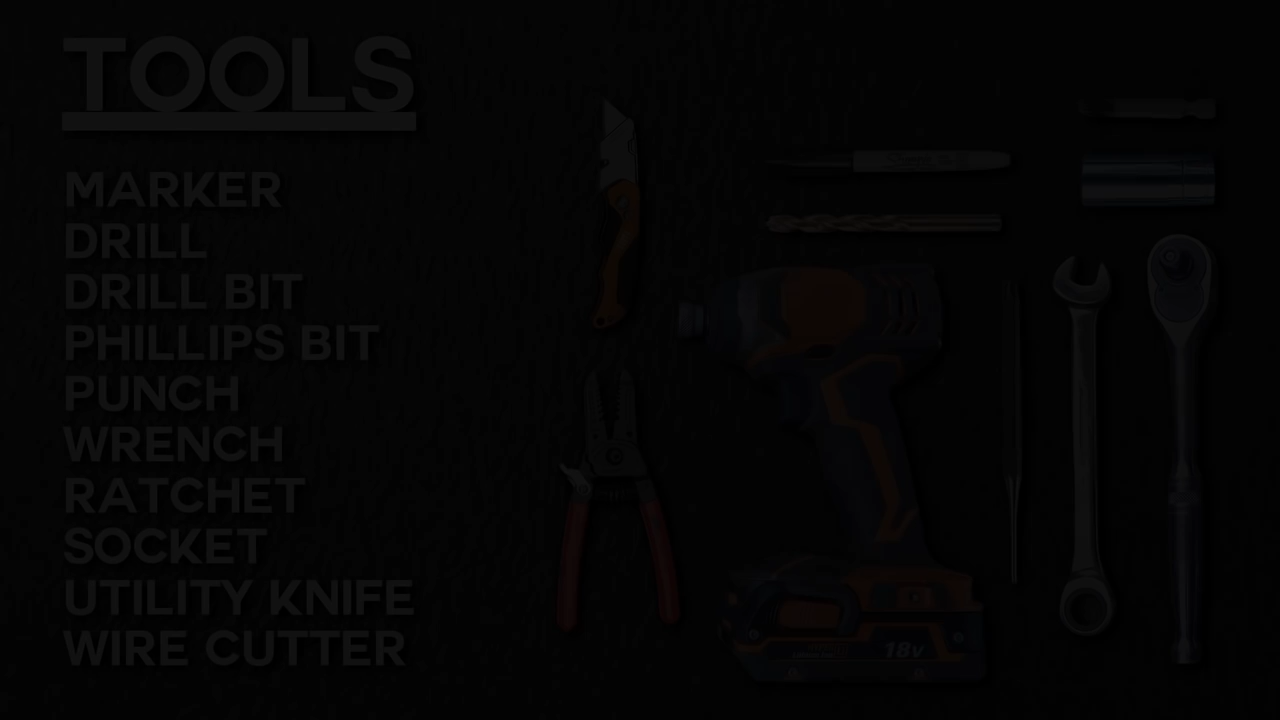 TOOLS
MARKER
DRILL
DRILL BIT
PHILLIPS BIT
PUNCH
WRENCH
RATCHET
SOCKET
UTILITY KNIFE
WIRE CUTTER
18v